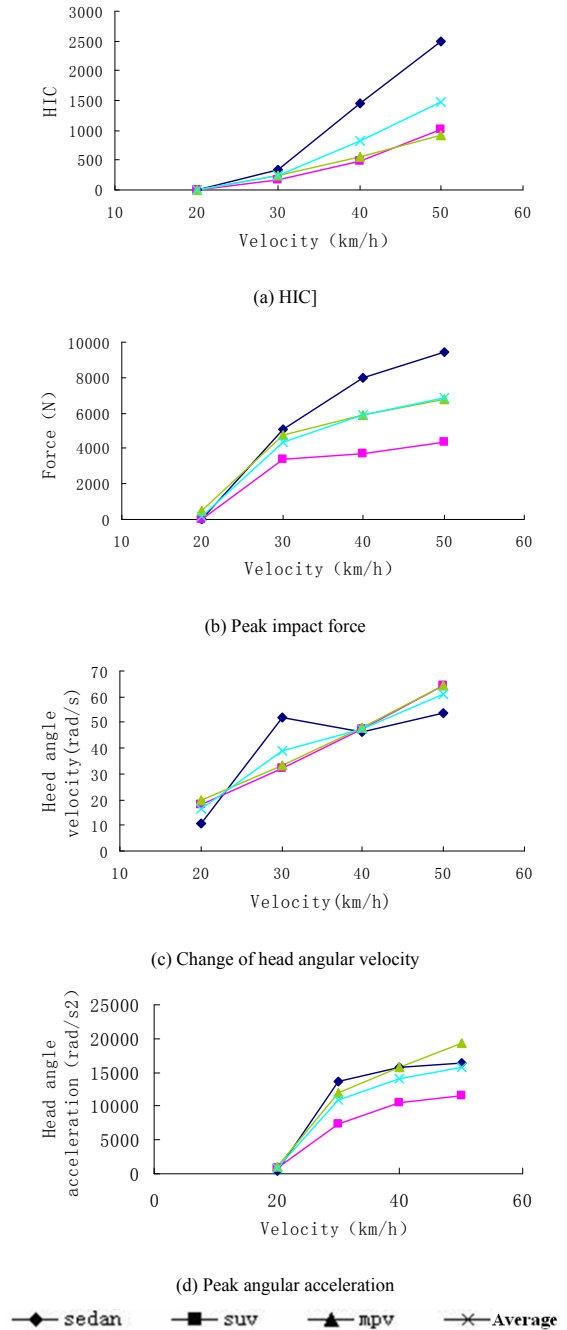 3000
2500
2000
1500
1000
500
0
HIC
10 20 30 40 50 60
Velocity (km/h)
(a) HIC]
10000
8000
6000
4000
2000
0
Force (N)
10 20 30 40 50 60
Velocity (km/h)
(b) Peak impact force
70
60
50
40
30
20
10
0
Heed angle
velocity(rad/s)
10 20 30 40 50 60
Velocity(km/h)
(c) Change of head angular velocity
25000
20000
15000
10000
5000
0
Head angle
acceleration (rad/s2)
0 20 40 60
Velocity (km/h)
(d) Peak angular acceleration
sedan suv mpv Average